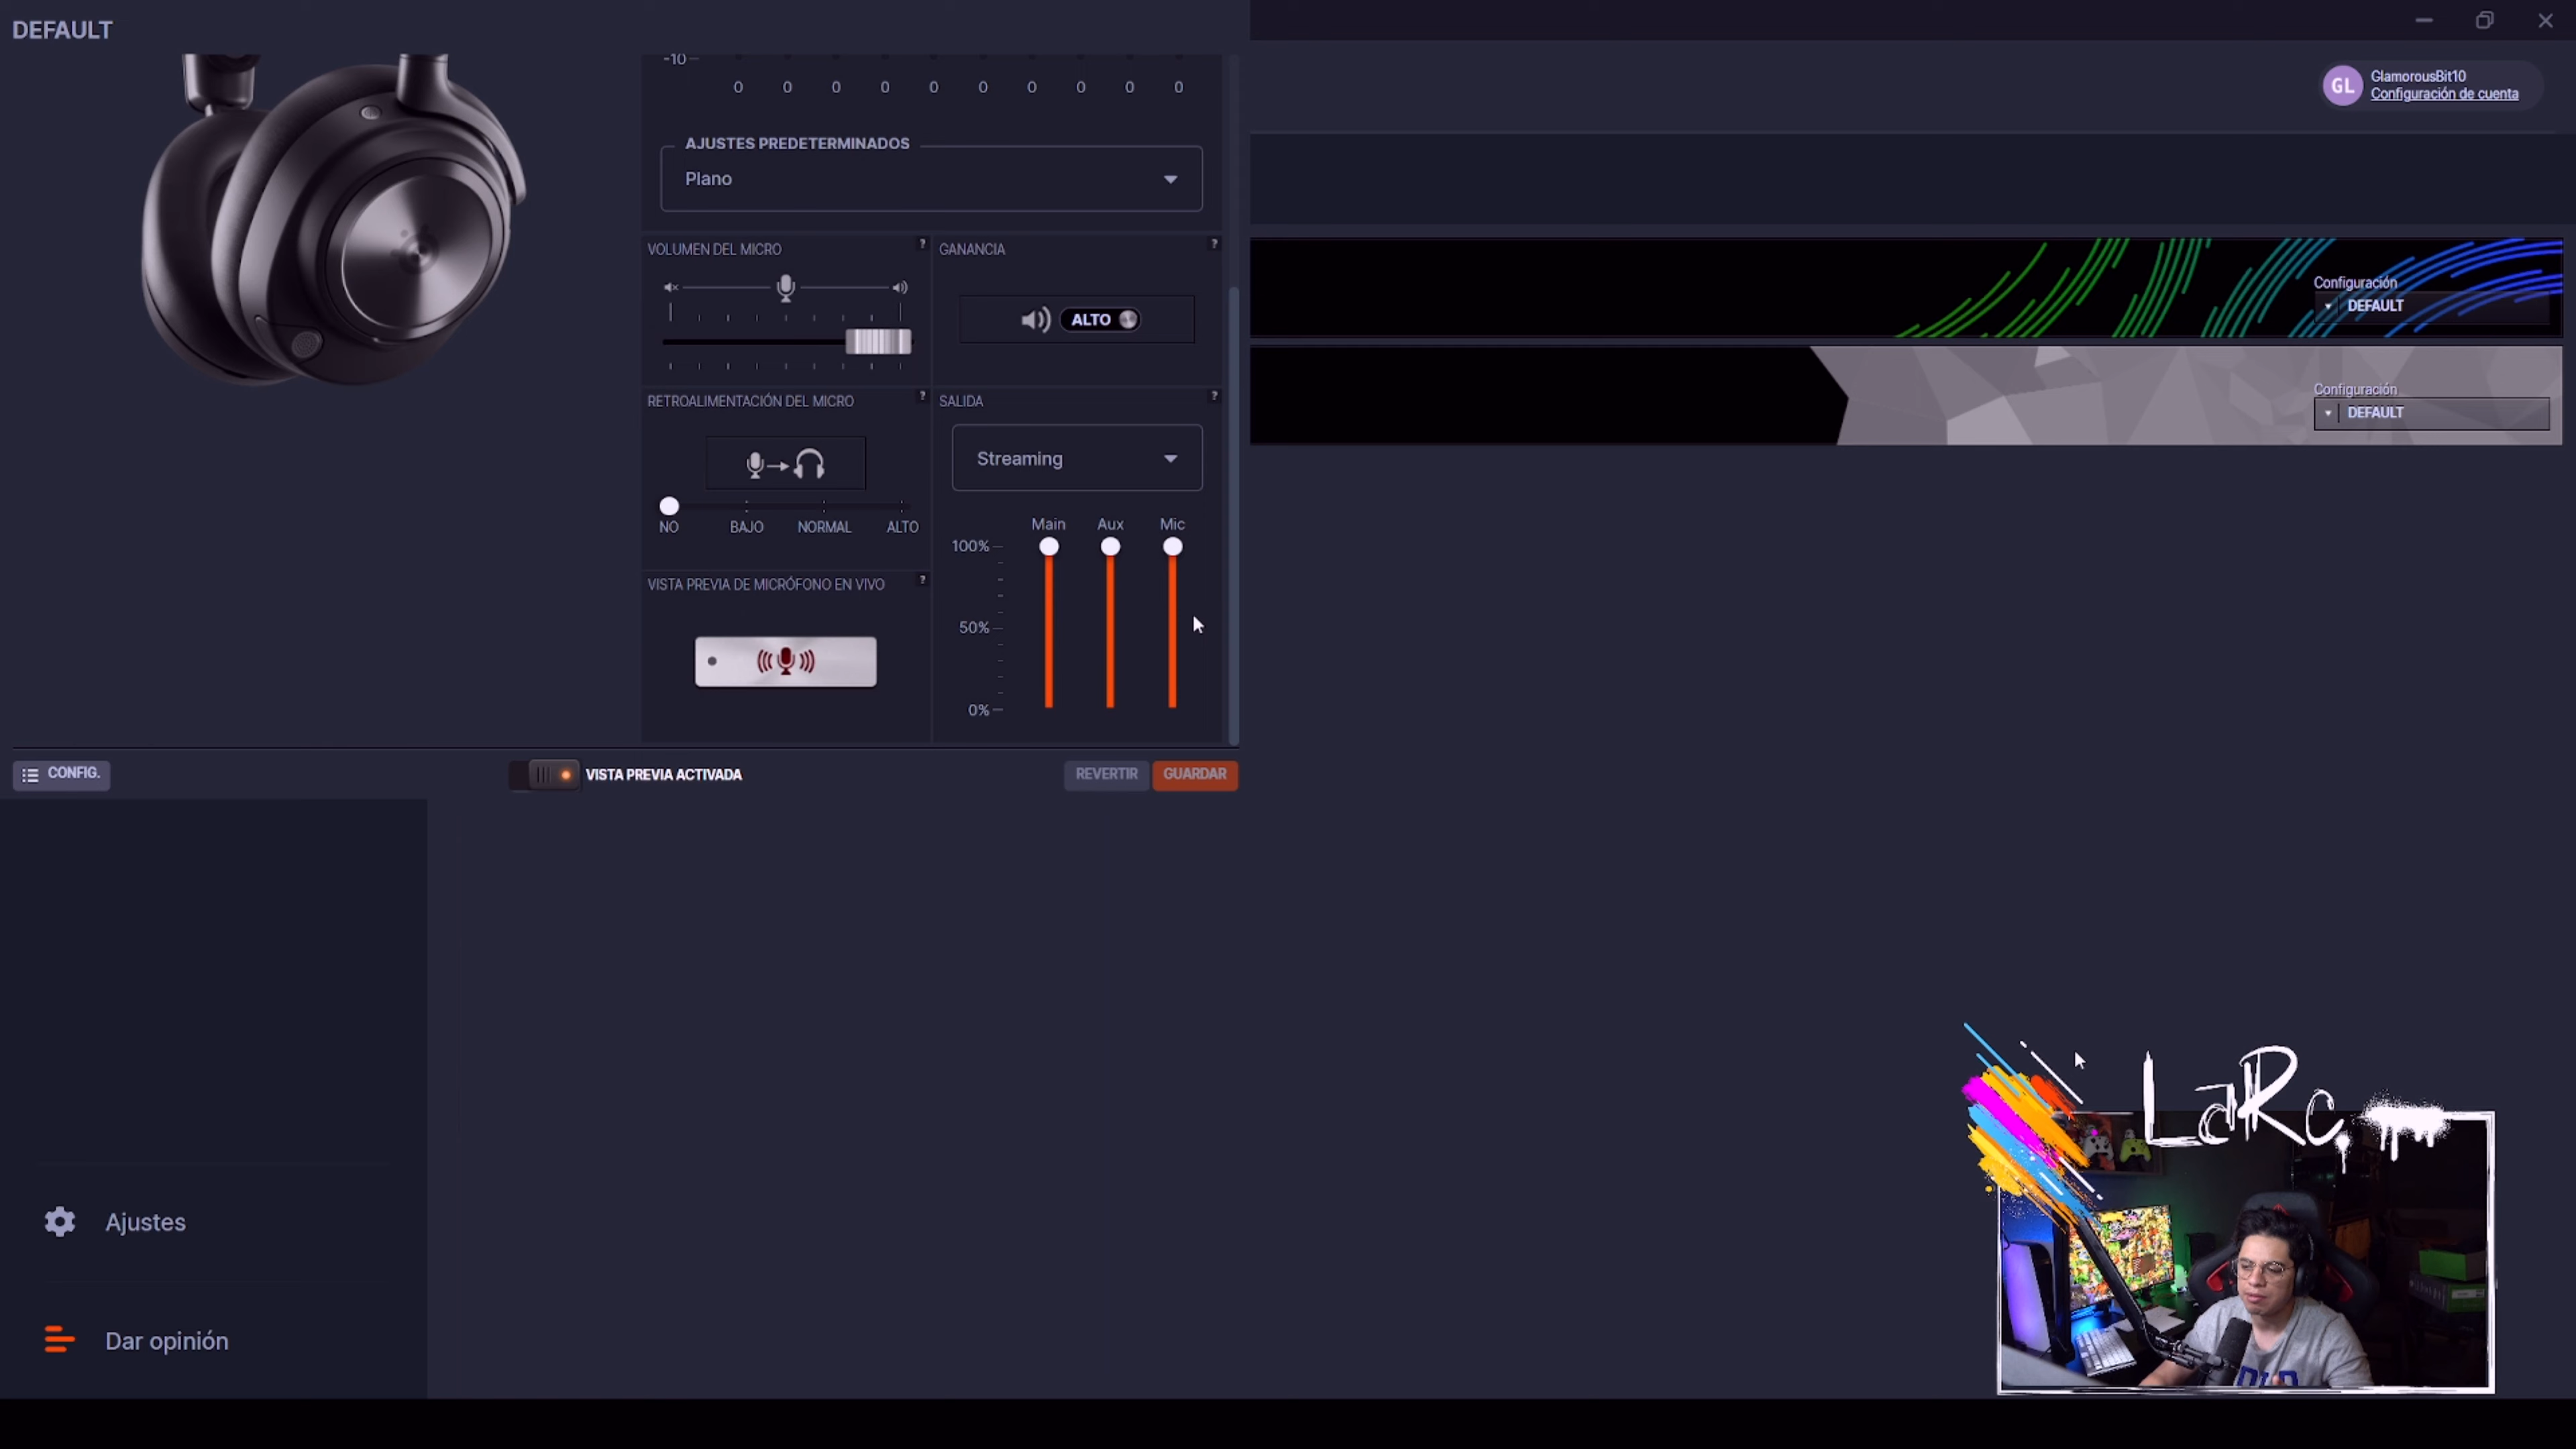 DEFAULT
GL
GlamorousBit10
Configuración de cuenta
-10
0 0 0 0 0 0 0 0 0 0
AJUSTES PREDETERMINADOS
Plano
VOLUMEN DEL MICRO ?
GANANCIA ?
ALTO
Configuración
DEFAULT
Configuración
DEFAULT
RETROALIMENTACIÓN DEL MICRO ?
SALIDA ?
Streaming
NO BAJO NORMAL ALTO
Main Aux Mic
100%
50%
0%
VISTA PREVIA DE MICRÓFONO EN VIVO ?
CONFIG.
VISTA PREVIA ACTIVADA
REVERTIR
GUARDAR
Ajustes
Dar opinión
LaRc.